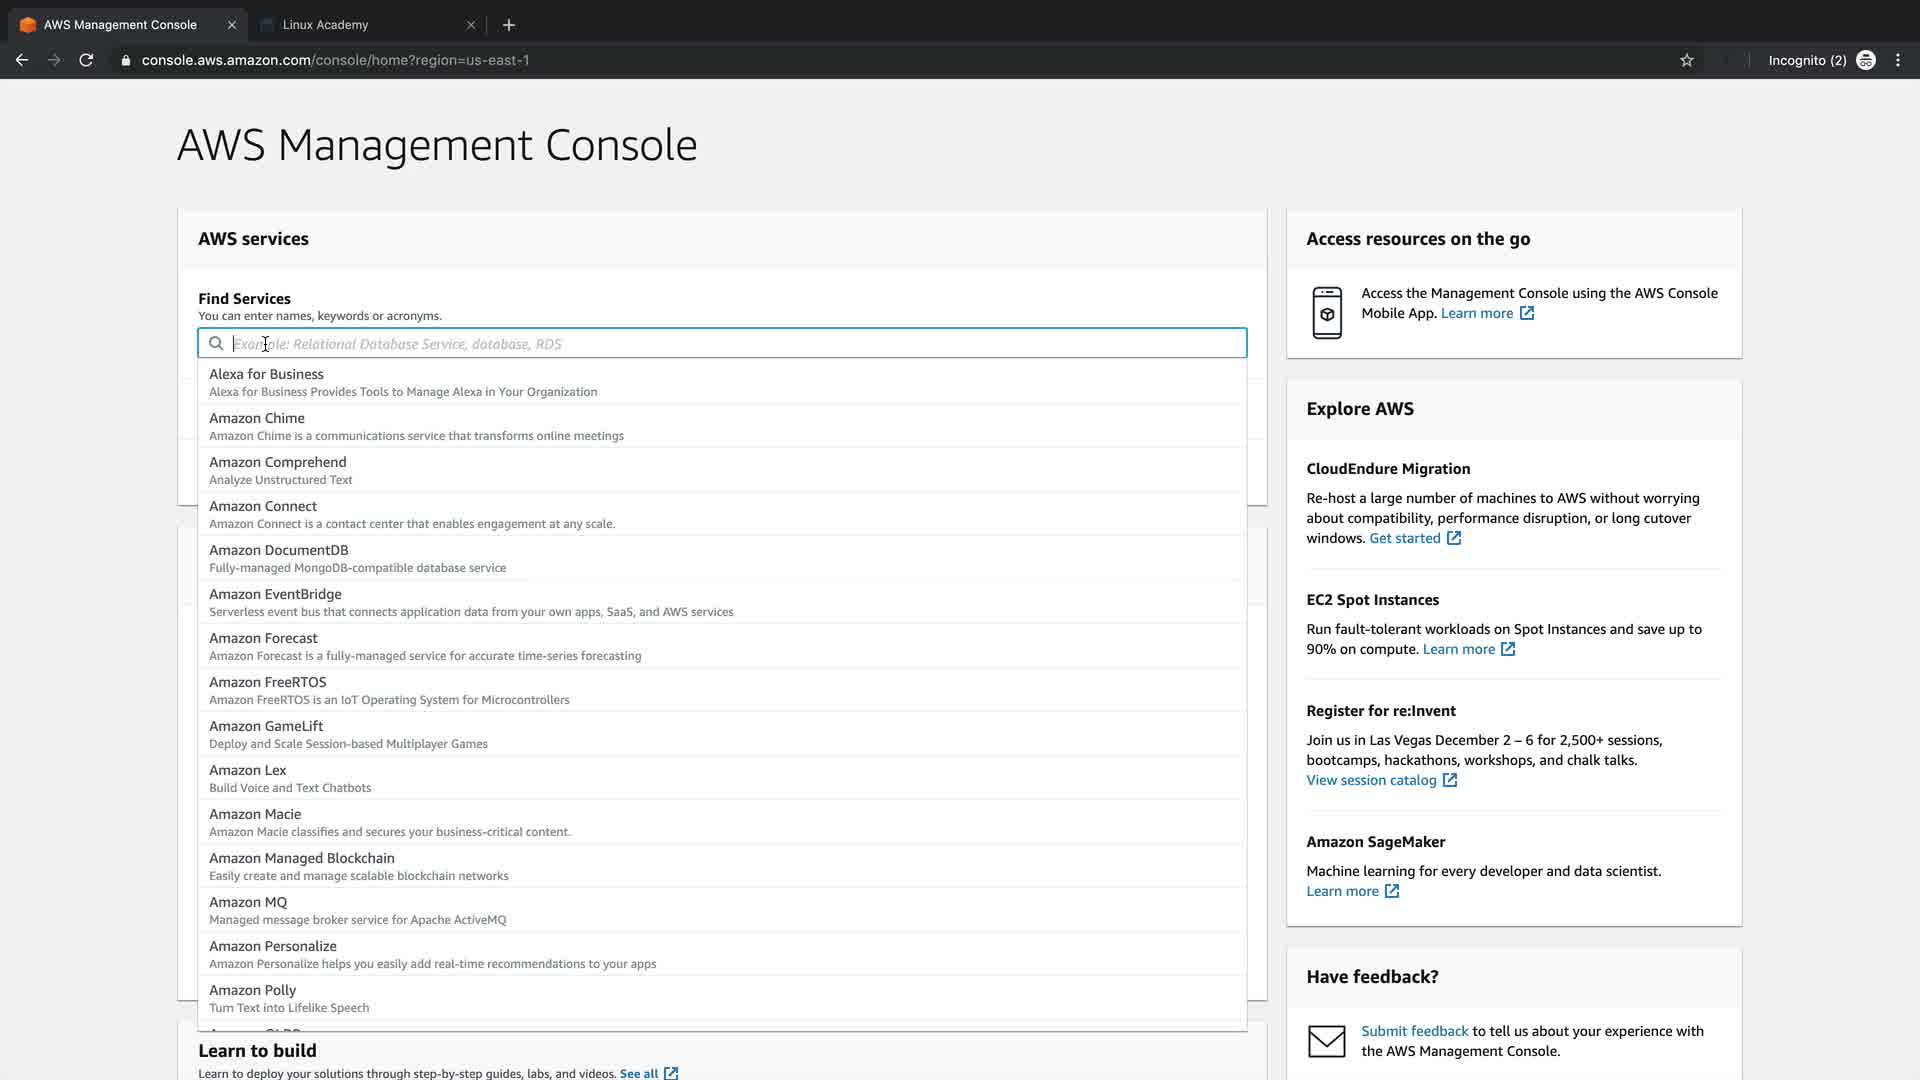 AWS Management Console
Linux Academy
console.aws.amazon.com/console/home?region=us-east-1
Incognito (2)
AWS Management Console
AWS services
Find Services
You can enter names, keywords or acronyms.
Example: Relational Database Service, database, RDS
Alexa for Business
Alexa for Business Provides Tools to Manage Alexa in Your Organization
Amazon Chime
Amazon Chime is a communications service that transforms online meetings
Amazon Comprehend
Analyze Unstructured Text
Amazon Connect
Amazon Connect is a contact center that enables engagement at any scale.
Amazon DocumentDB
Fully-managed MongoDB-compatible database service
Amazon EventBridge
Serverless event bus that connects application data from your own apps, SaaS, and AWS services
Amazon Forecast
Amazon Forecast is a fully-managed service for accurate time-series forecasting
Amazon FreeRTOS
Amazon FreeRTOS is an IoT Operating System for Microcontrollers
Amazon GameLift
Deploy and Scale Session-based Multiplayer Games
Amazon Lex
Build Voice and Text Chatbots
Amazon Macie
Amazon Macie classifies and secures your business-critical content.
Amazon Managed Blockchain
Easily create and manage scalable blockchain networks
Amazon MQ
Managed message broker service for Apache ActiveMQ
Amazon Personalize
Amazon Personalize helps you easily add real-time recommendations to your apps
Amazon Polly
Turn Text into Lifelike Speech
Learn to build
Learn to deploy your solutions through step-by-step guides, labs, and videos. See all
Access resources on the go
Access the Management Console using the AWS Console
Mobile App. Learn more
Explore AWS
CloudEndure Migration
Re-host a large number of machines to AWS without worrying
about compatibility, performance disruption, or long cutover
windows. Get started
EC2 Spot Instances
Run fault-tolerant workloads on Spot Instances and save up to
90% on compute. Learn more
Register for re:Invent
Join us in Las Vegas December 2 – 6 for 2,500+ sessions,
bootcamps, hackathons, workshops, and chalk talks.
View session catalog
Amazon SageMaker
Machine learning for every developer and data scientist.
Learn more
Have feedback?
Submit feedback to tell us about your experience with
the AWS Management Console.